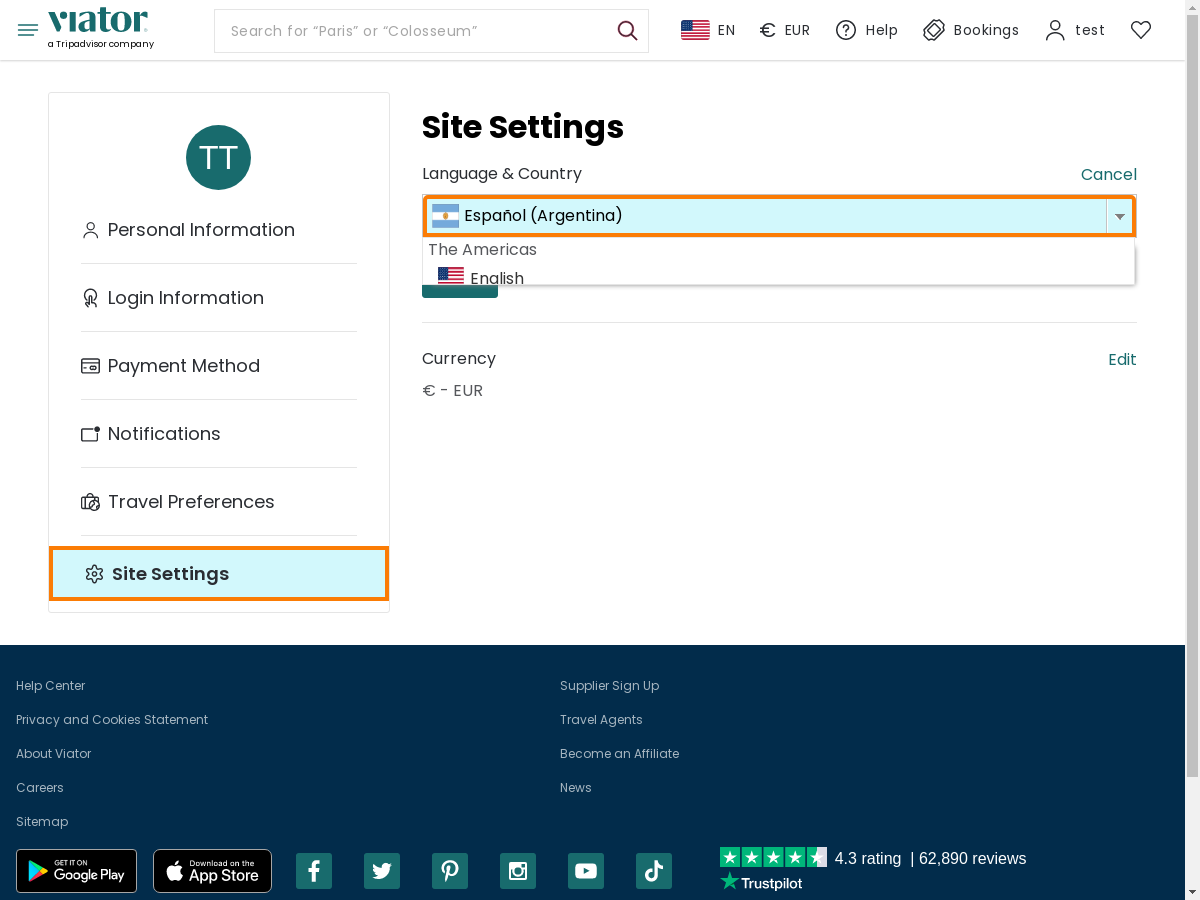 viator
a Tripadvisor company
Search for “Paris” or “Colosseum”
EN
€ EUR
Help
Bookings
test
TT
Personal Information
Login Information
Payment Method
Notifications
Travel Preferences
Site Settings
Site Settings
Language & Country
Cancel
Español (Argentina)
The Americas
English
Currency
Edit
€ - EUR
Help Center
Privacy and Cookies Statement
About Viator
Careers
Sitemap
Supplier Sign Up
Travel Agents
Become an Affiliate
News
GET IT ON
Google Play
Download on the
App Store
4.3 rating | 62,890 reviews
Trustpilot